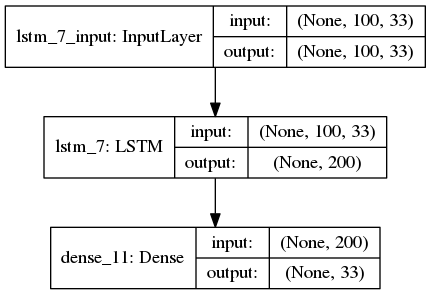 lstm_7_input: InputLayer
input:
(None, 100, 33)
output:
(None, 100, 33)
lstm_7: LSTM
input:
(None, 100, 33)
output:
(None, 200)
dense_11: Dense
input:
(None, 200)
output:
(None, 33)